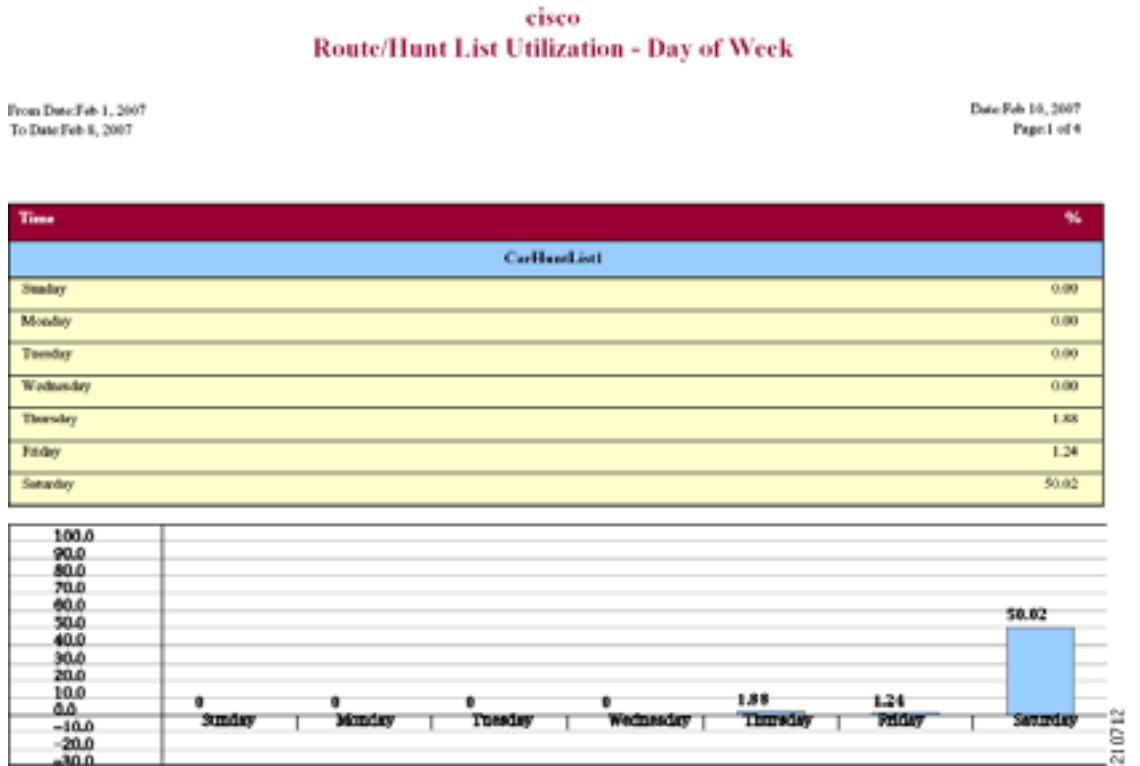 cisco
Route/Hunt List Utilization - Day of Week
From Date:Feb 1, 2007
To Date:Feb 8, 2007
Date:Feb 10, 2007
Page:1 of 4
Time %
CarHuntList1
Sunday 0.00
Monday 0.00
Tuesday 0.00
Wednesday 0.00
Thursday 1.88
Friday 1.24
Saturday 50.02
100.0
90.0
80.0
70.0
60.0
50.0
40.0
30.0
20.0
10.0
0.0
-10.0
-20.0
-30.0
0 0 0 0 1.88 1.24 50.02
Sunday | Monday | Tuesday | Wednesday | Thursday | Friday | Saturday
210712